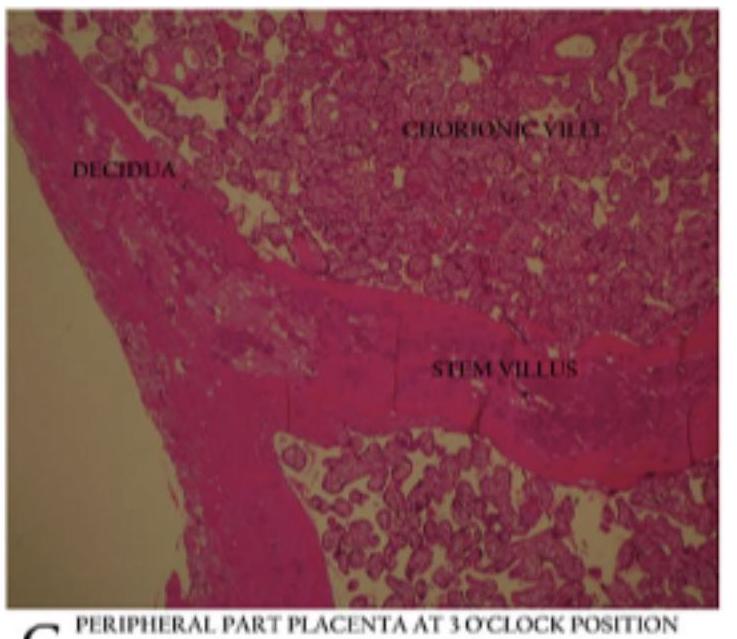 CHORIONIC VILLI
DECIDUA
STEM VILLUS
PERIPHERAL PART PLACENTA AT 3 O'CLOCK POSITION